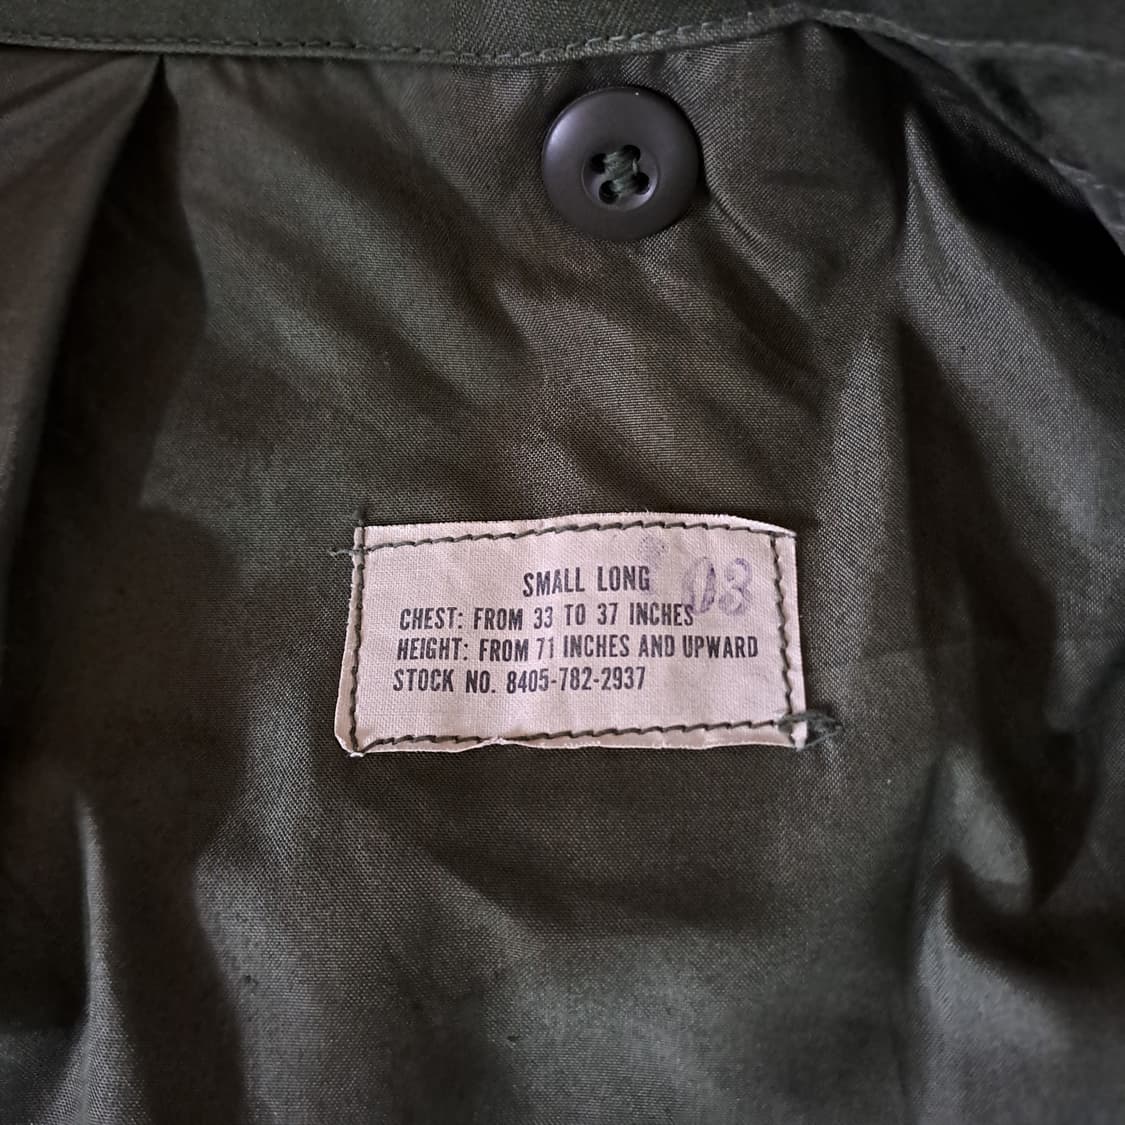 SMALL LONG
CHEST: FROM 33 TO 37 INCHES
HEIGHT: FROM 71 INCHES AND UPWARD
STOCK NO. 8405-782-2937